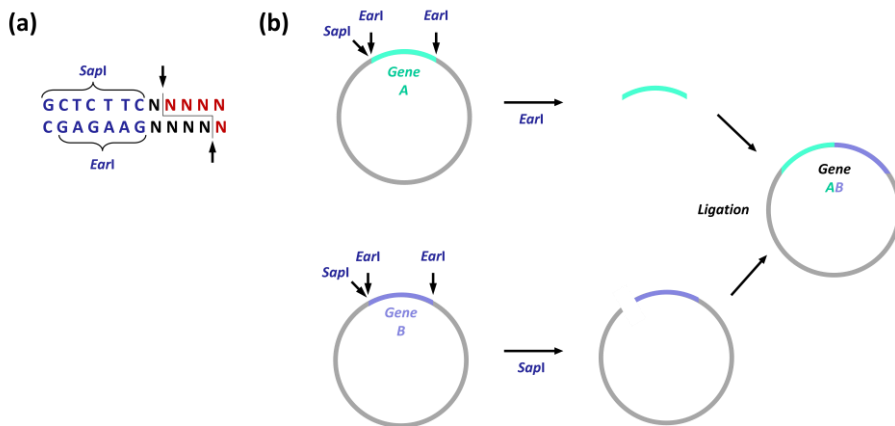 (a)
SapI
GCTCTTCNNNNN
CGAGAAGNNNNN
EarI
(b)
EarI
EarI
SapI
Gene
A
EarI
Gene
AB
Ligation
EarI
EarI
SapI
Gene
B
SapI